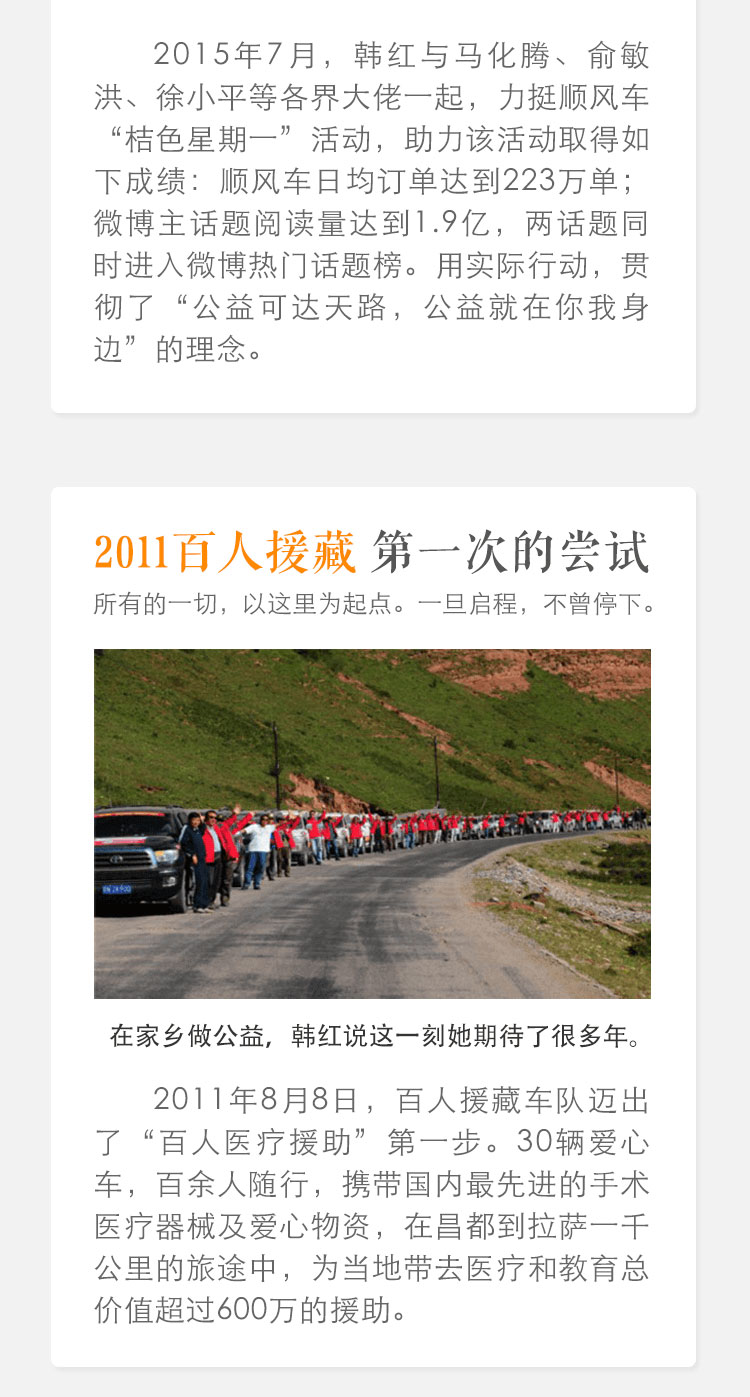 2015年7月，韩红与马化腾、俞敏
洪、徐小平等各界大佬一起，力挺顺风车
“桔色星期一”活动，助力该活动取得如
下成绩：顺风车日均订单达到223万单；
微博主话题阅读量达到1.9亿，两话题同
时进入微博热门话题榜。用实际行动，贯
彻了“公益可达天路，公益就在你我身
边”的理念。
2011百人援藏 第一次的尝试
所有的一切，以这里为起点。一旦启程，不曾停下。
在家乡做公益，韩红说这一刻她期待了很多年。
2011年8月8日，百人援藏车队迈出
了“百人医疗援助”第一步。30辆爱心
车，百余人随行，携带国内最先进的手术
医疗器械及爱心物资，在昌都到拉萨一千
公里的旅途中，为当地带去医疗和教育总
价值超过600万的援助。